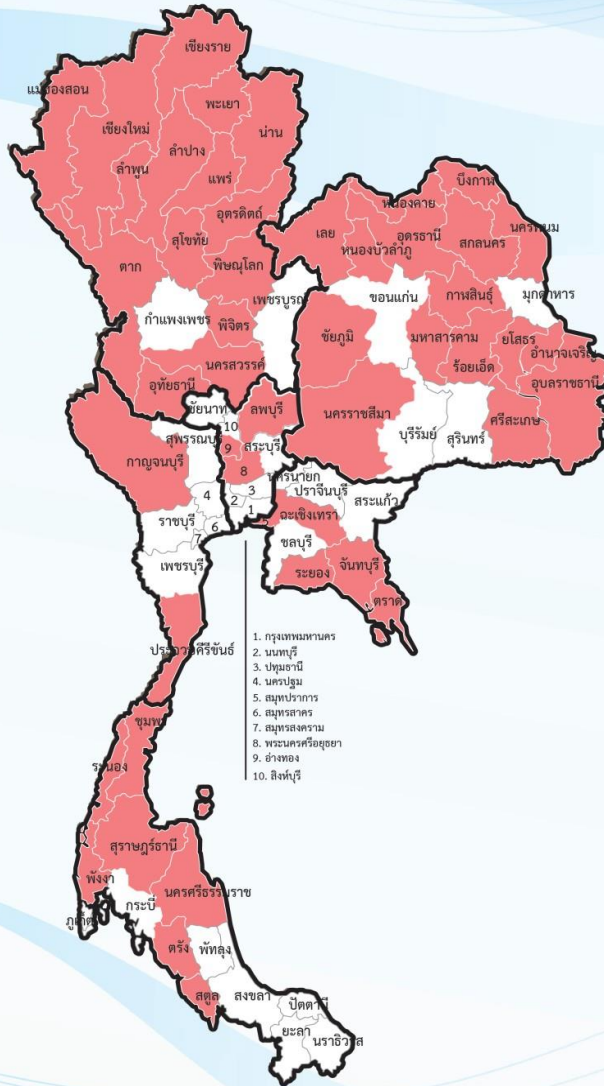 เชียงราย
แม่ฮ่องสอน
พะเยา
เชียงใหม่
น่าน
ลำปาง
ลำพูน
แพร่
อุตรดิตถ์
สุโขทัย
ตาก
พิษณุโลก
เพชรบูรณ์
กำแพงเพชร
พิจิตร
นครสวรรค์
อุทัยธานี
บึงกาฬ
หนองคาย
เลย
อุดรธานี
นครพนม
สกลนคร
หนองบัวลำภู
ขอนแก่น
กาฬสินธุ์
มุกดาหาร
ชัยภูมิ
มหาสารคาม
ยโสธร
อำนาจเจริญ
ร้อยเอ็ด
อุบลราชธานี
นครราชสีมา
ศรีสะเกษ
บุรีรัมย์
สุรินทร์
ชัยนาท
ลพบุรี
10
สุพรรณบุรี
9
สระบุรี
กาญจนบุรี
8
นครนายก
4
3
ปราจีนบุรี
2
สระแก้ว
1
5
ฉะเชิงเทรา
ราชบุรี
6
7
ชลบุรี
เพชรบุรี
จันทบุรี
ระยอง
ตราด
ประจวบคีรีขันธ์
1. กรุงเทพมหานคร
2. นนทบุรี
3. ปทุมธานี
4. นครปฐม
5. สมุทรปราการ
6. สมุทรสาคร
7. สมุทรสงคราม
8. พระนครศรีอยุธยา
9. อ่างทอง
10. สิงห์บุรี
ชุมพร
ระนอง
สุราษฎร์ธานี
พังงา
นครศรีธรรมราช
กระบี่
ภูเก็ต
ตรัง
พัทลุง
สตูล
สงขลา
ปัตตานี
ยะลา
นราธิวาส